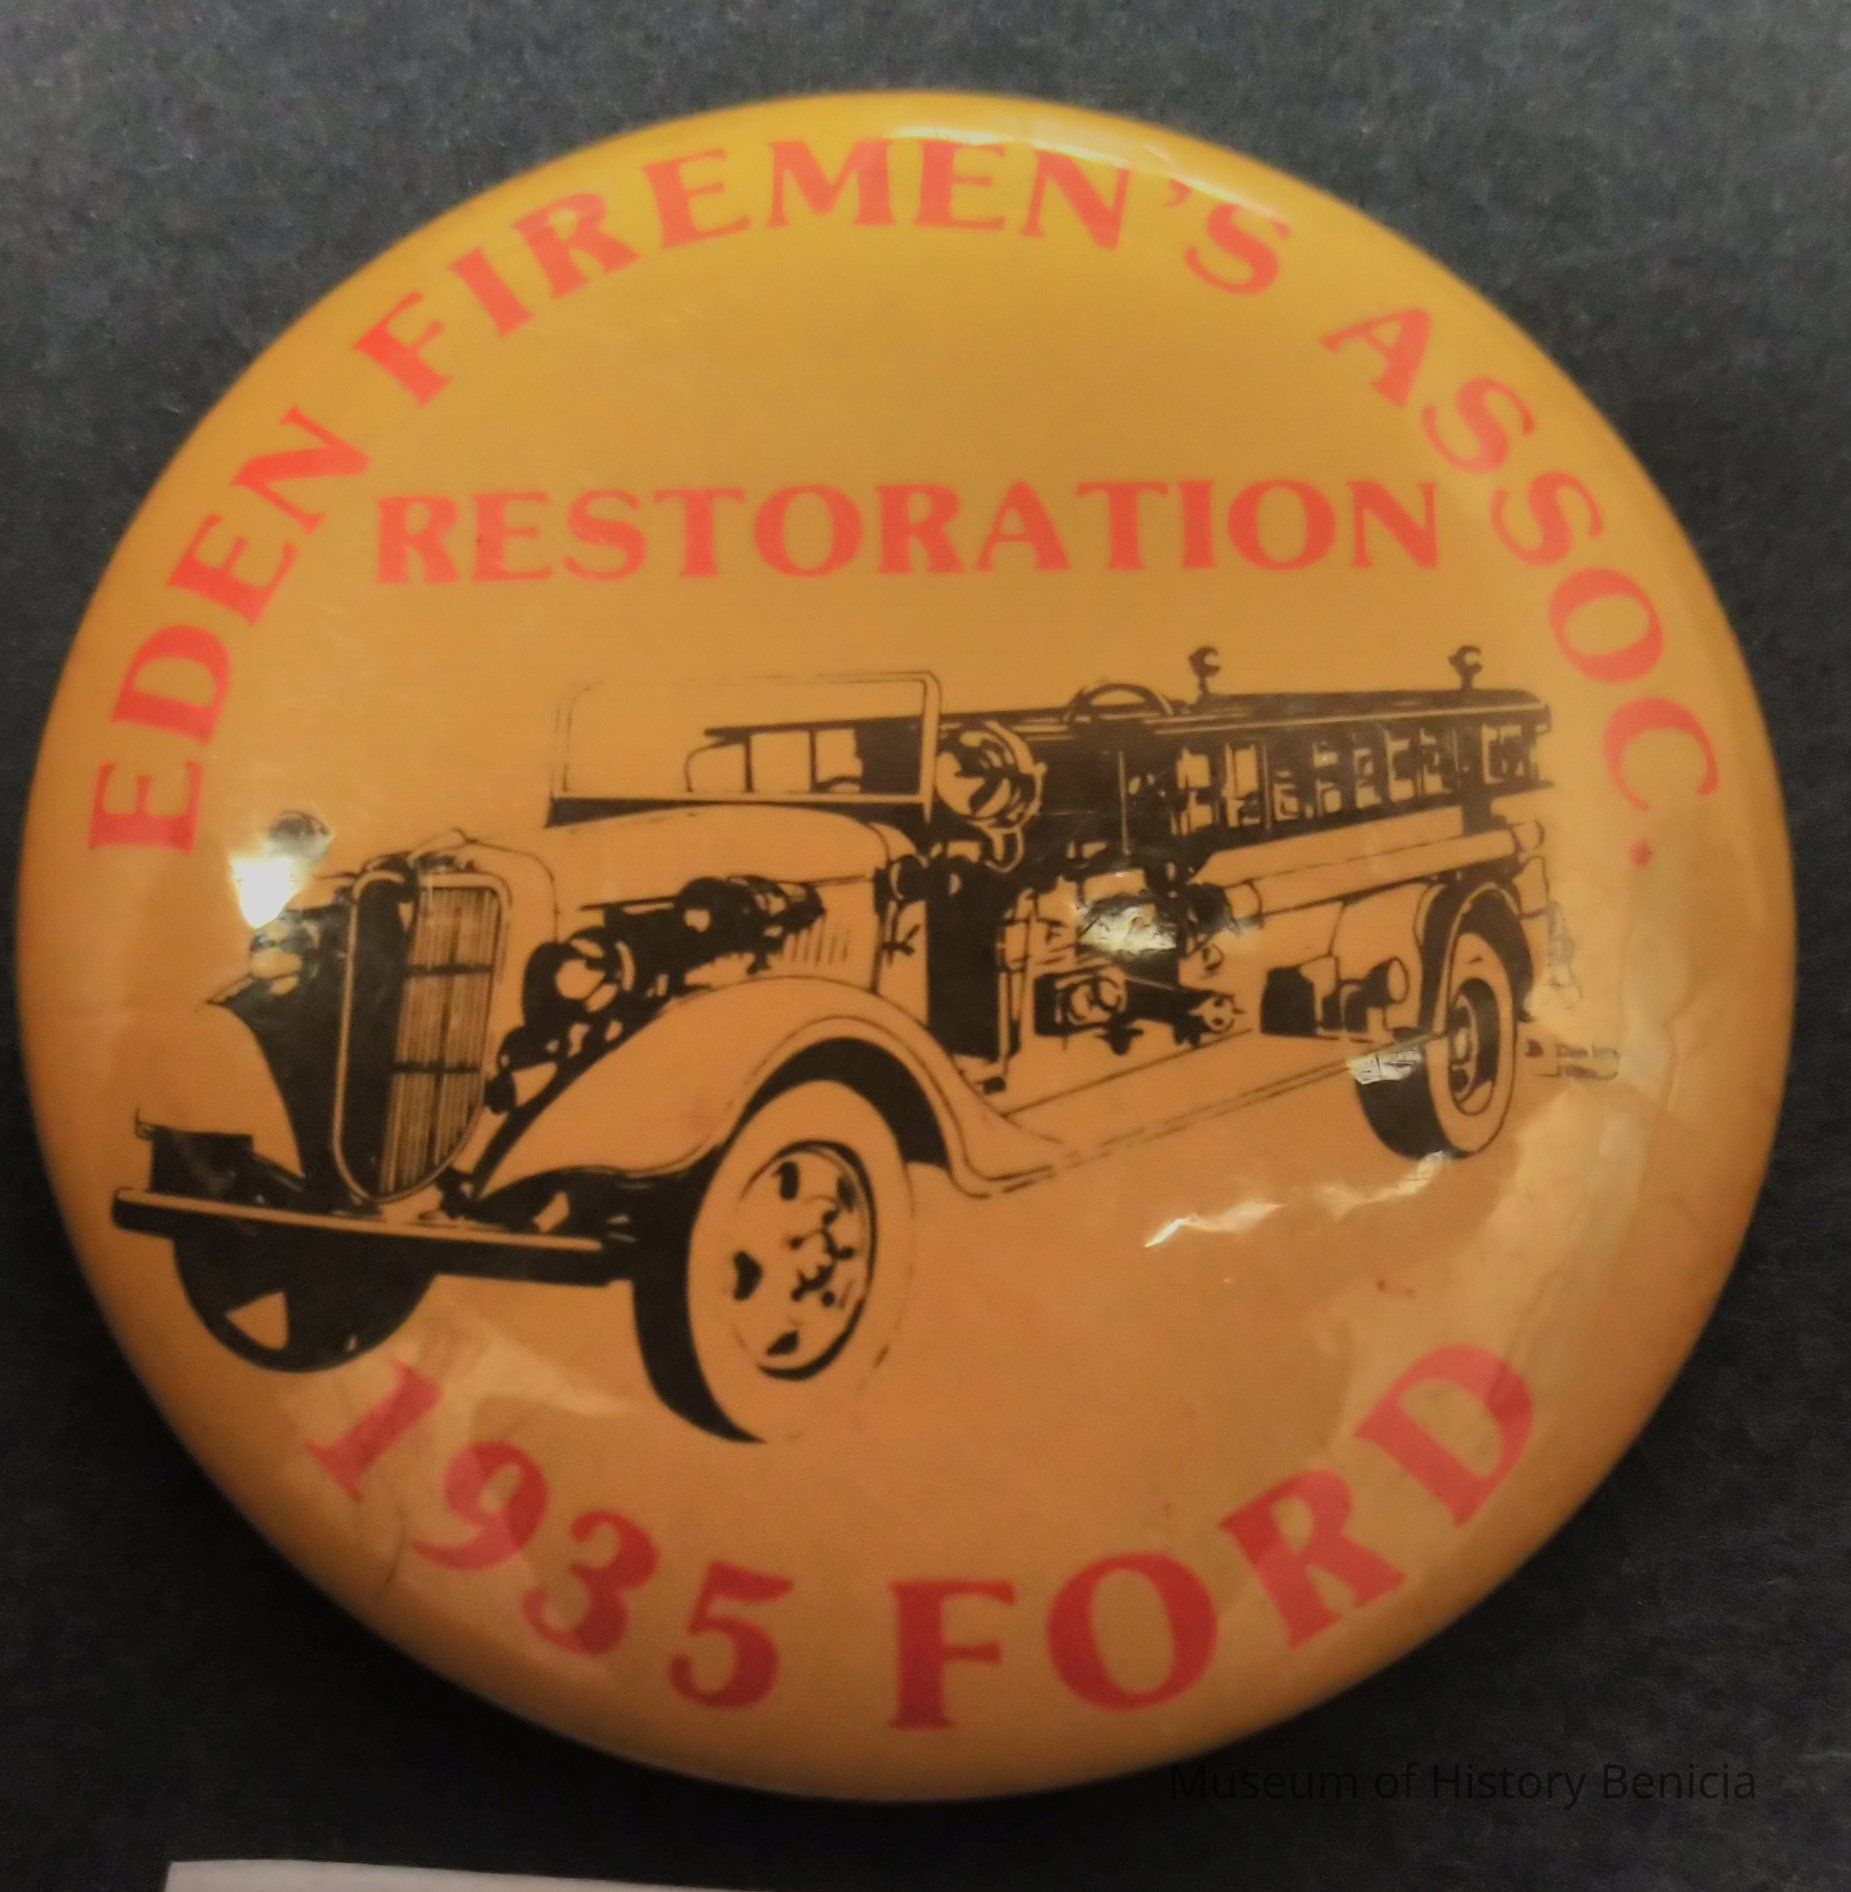 EDEN FIREMEN'S ASSOC.
RESTORATION
1935 FORD
Museum of History Benicia